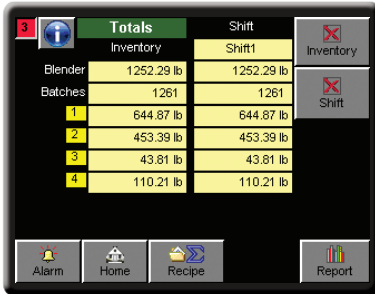 3 Totals Shift
Inventory Shift1
Inventory
Blender 1252.29 lb 1252.29 lb
Batches 1261 1261
Shift
1 644.87 lb 644.87 lb
2 453.39 lb 453.39 lb
3 43.81 lb 43.81 lb
4 110.21 lb 110.21 lb
Alarm Home Recipe Report